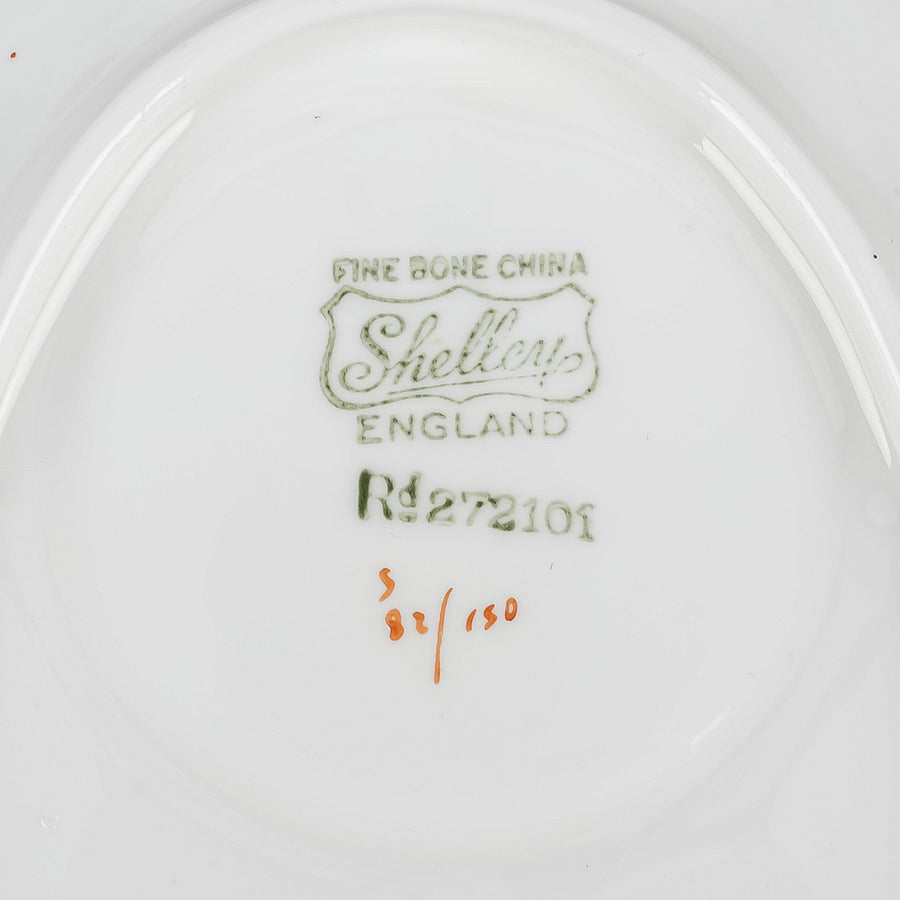 FINE BONE CHINA
Shelley
ENGLAND
Rd 272101
S
82/150